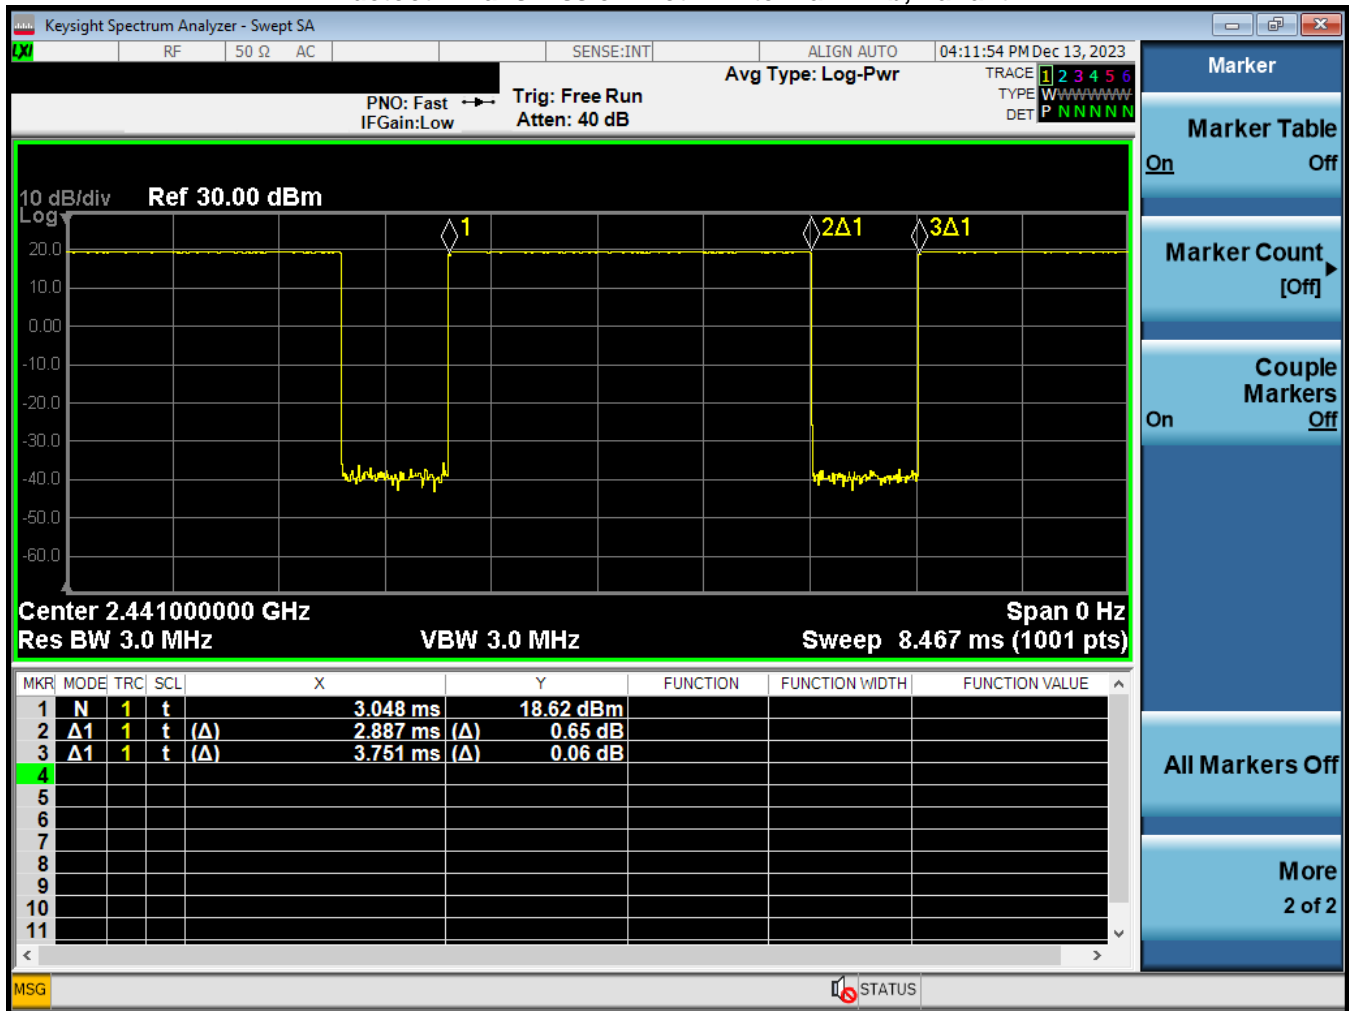 Keysight Spectrum Analyzer - Swept SA
LXI RF 50 Ω AC SENSE:INT ALIGN AUTO 04:11:54 PM Dec 13, 2023
Avg Type: Log-Pwr
TRACE 1 2 3 4 5 6
TYPE WWWWWWW
DET P N N N N N
PNO: Fast
IFGain:Low
Trig: Free Run
Atten: 40 dB
10 dB/div
Log
Ref 30.00 dBm
1
2Δ1
3Δ1
20.0
10.0
0.00
-10.0
-20.0
-30.0
-40.0
-50.0
-60.0
Center 2.441000000 GHz Span 0 Hz
Res BW 3.0 MHz VBW 3.0 MHz Sweep 8.467 ms (1001 pts)
MKR MODE TRC SCL X Y FUNCTION FUNCTION WIDTH FUNCTION VALUE
1 N 1 t 3.048 ms 18.62 dBm
2 Δ1 1 t (Δ) 2.887 ms (Δ) 0.65 dB
3 Δ1 1 t (Δ) 3.751 ms (Δ) 0.06 dB
4
5
6
7
8
9
10
11
MSG STATUS
Marker
Marker Table
On Off
Marker Count
[Off]
Couple
Markers
On Off
All Markers Off
More
2 of 2